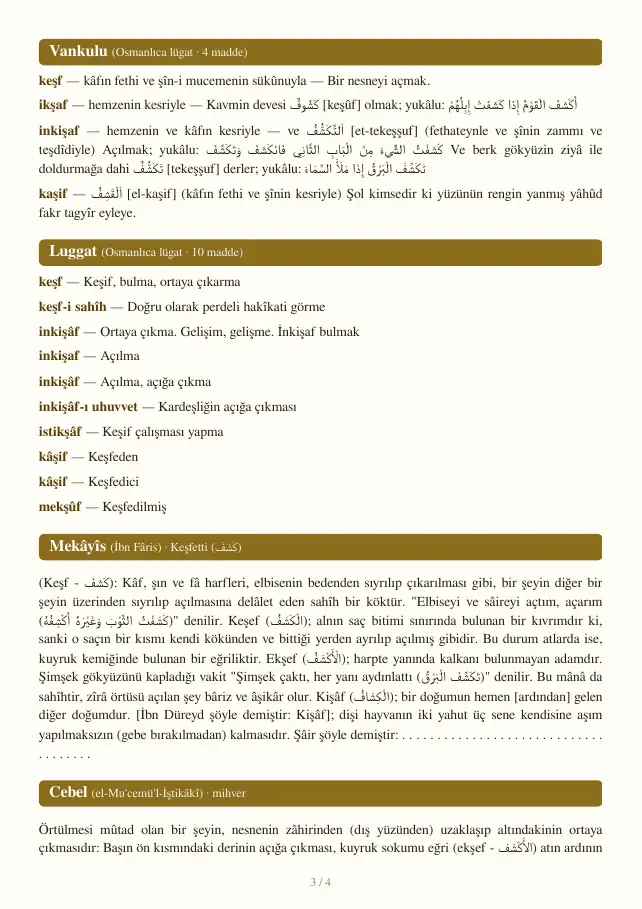 Vankulu (Osmanlıca lügat · 4 madde)
keşf — kâfın fethi ve şîn-i mucemenin sükûnuyla — Bir nesneyi açmak.
ikşaf — hemzenin kesriyle — Kavmin devesi كَشُوفٌ [keşûf] olmak; yukâlu: أَكْشَفَ الْقَوْمُ إِذَا كَشَفَتْ إِبِلُهُمْ
inkişaf — hemzenin ve kâfın kesriyle — ve اَلتَّكَشُّفُ [et-tekeşşuf] (fethateynle ve şînin zammı ve
teşdîdiyle) Açılmak; yukâlu: كَشَفْتُ الشَّيْءَ مِنْ الْبَابِ الثَّانِي فَانْكَشَفَ وَتَكَشَّفَ Ve berk gökyüzin ziyâ ile
doldurmağa dahi تَكَشُّفٌ [tekeşşuf] derler; yukâlu: تَكَشَّفَ الْبَرْقُ إِذَا مَلَأَ السَّمَاءَ
kaşif — اَلْقَشِفُ [el-kaşif] (kâfın fethi ve şînin kesriyle) Şol kimsedir ki yüzünün rengin yanmış yâhûd
fakr tagyîr eyleye.
Luggat (Osmanlıca lügat · 10 madde)
keşf — Keşif, bulma, ortaya çıkarma
keşf-i sahîh — Doğru olarak perdeli hakîkati görme
inkişâf — Ortaya çıkma. Gelişim, gelişme. İnkişaf bulmak
inkişaf — Açılma
inkişâf — Açılma, açığa çıkma
inkişâf-ı uhuvvet — Kardeşliğin açığa çıkması
istikşâf — Keşif çalışması yapma
kâşif — Keşfeden
kâşif — Keşfedici
mekşûf — Keşfedilmiş
Mekâyîs (İbn Fâris) · Keşfetti (كَشَفَ)
(Keşf - كشف): Kâf, şın ve fâ harfleri, elbisenin bedenden sıyrılıp çıkarılması gibi, bir şeyin diğer bir
şeyin üzerinden sıyrılıp açılmasına delâlet eden sahîh bir köktür. "Elbiseyi ve sâireyi açtım, açarım
(كَشَفْتُ الثَّوْبَ وَغَيْرَهُ أَكْشِفُهُ)" denilir. Keşef (الْكَشَفُ); alnın saç bitimi sınırında bulunan bir kıvrımdır ki,
sanki o saçın bir kısmı kendi kökünden ve bittiği yerden ayrılıp açılmış gibidir. Bu durum atlarda ise,
kuyruk kemiğinde bulunan bir eğriliktir. Ekşef (الْأَكْشَفُ); harpte yanında kalkanı bulunmayan adamdır.
Şimşek gökyüzünü kapladığı vakit "Şimşek çaktı, her yanı aydınlattı (تَكَشَّفَ الْبَرْقُ)" denilir. Bu mânâ da
sahîhtir, zîrâ örtüsü açılan şey bâriz ve âşikâr olur. Kişâf (الْكِشَافُ); bir doğumun hemen [ardından] gelen
diğer doğumdur. [İbn Düreyd şöyle demiştir: Kişâf]; dişi hayvanın iki yahut üç sene kendisine aşım
yapılmaksızın (gebe bırakılmadan) kalmasıdır. Şâir şöyle demiştir: . . . . . . . . . . . . . . . . . . . . . . . . . . . .
. . . . . . . .
Cebel (el-Mu'cemü'l-İştikâkî) · mihver
Örtülmesi mûtad olan bir şeyin, nesnenin zâhirinden (dış yüzünden) uzaklaşıp altındakinin ortaya
çıkmasıdır: Başın ön kısmındaki derinin açığa çıkması, kuyruk sokumu eğri (ekşef - الأَكْشَف) atın ardının
3 / 4